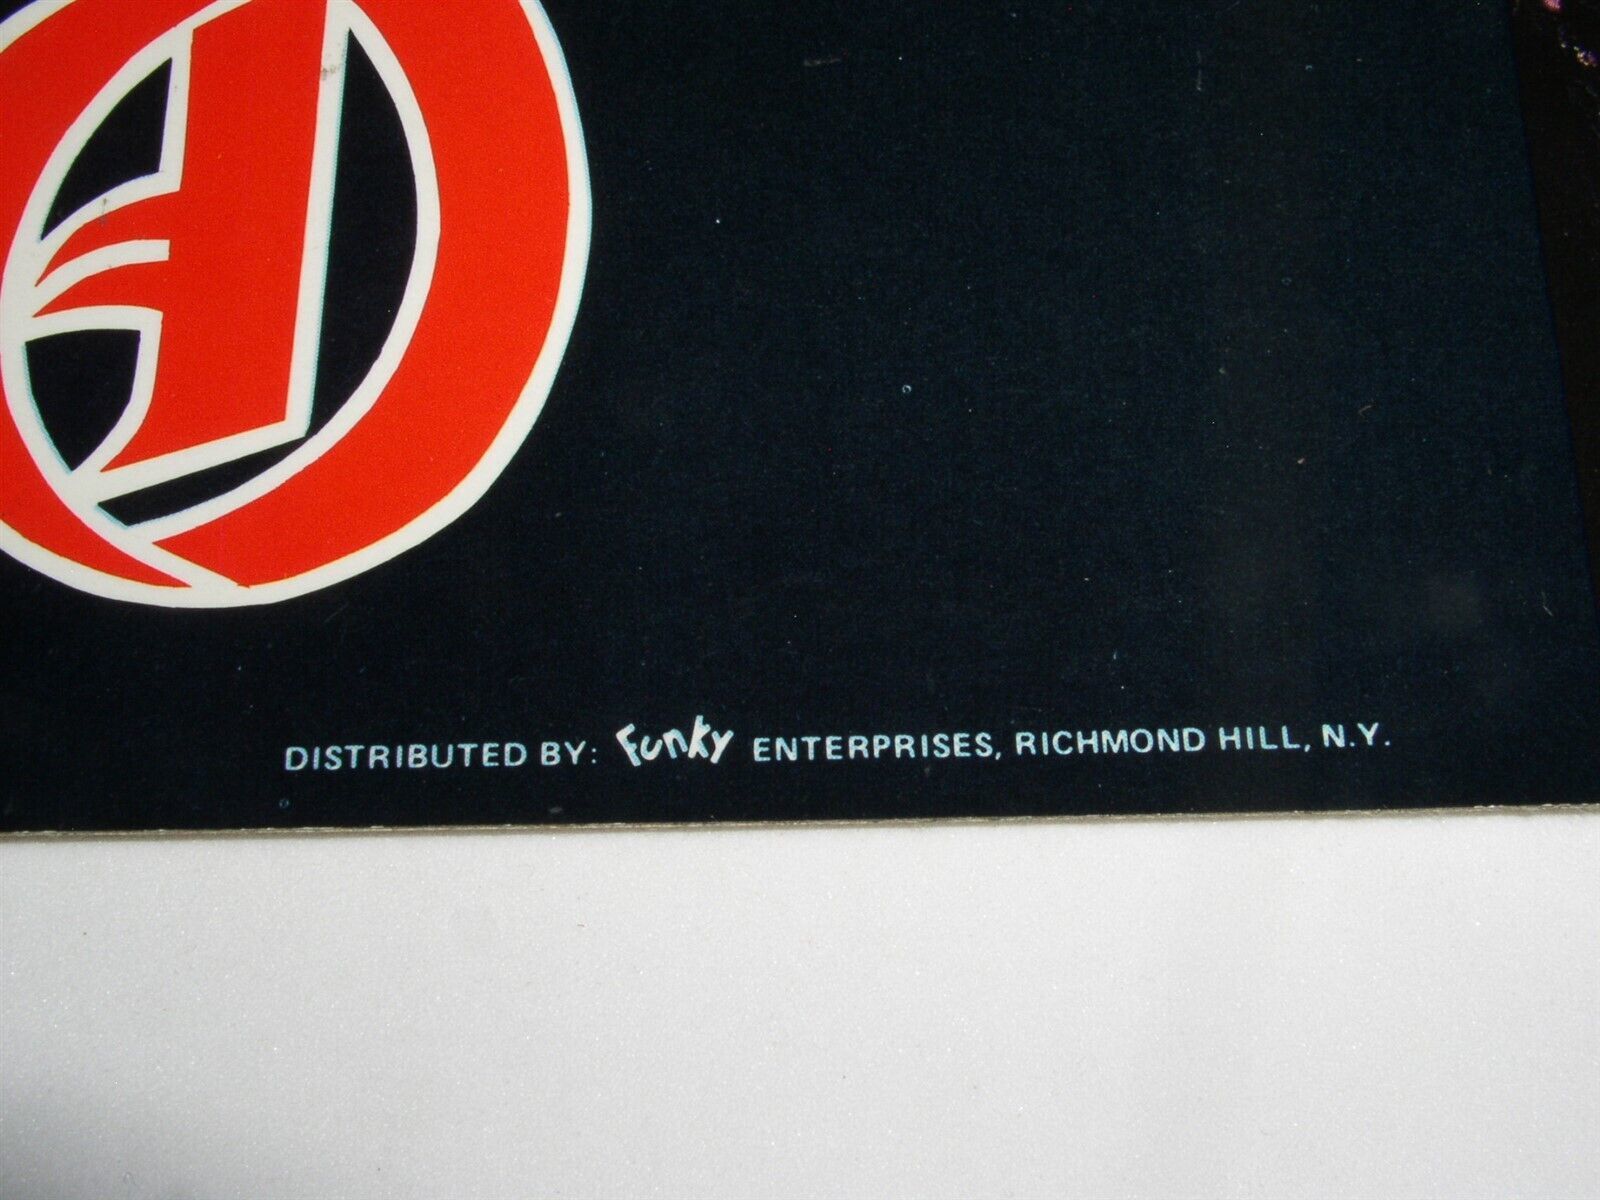 DISTRIBUTED BY: Funky ENTERPRISES, RICHMOND HILL, N.Y.